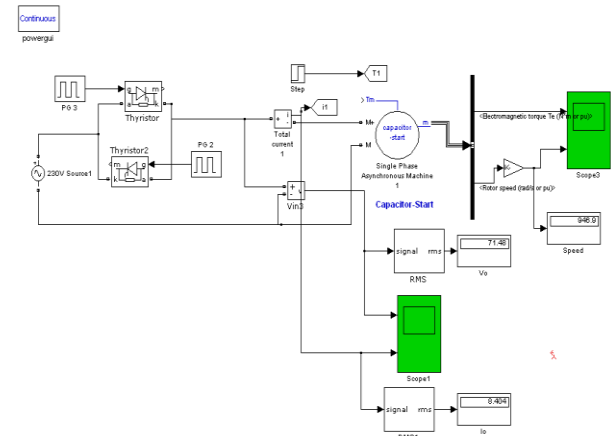 Continuous
powergui
PG 3
g m
a k
Thyristor
Thyristor2
m g
k a
PG 2
230V Source1
Step
T1
i1
+ i
-
Total
current
1
Tm
M+
M-
capacitor
-start
m
Single Phase
Asynchronous Machine
1
Capacitor-Start
+ v
-
Vin3
<Electromagnetic torque Te (N*m or pu)>
<Rotor speed (rad/s or pu)>
Scope3
946.9
Speed
signal rms
RMS
71.48
Vo
Scope1
signal rms
8.464
Io